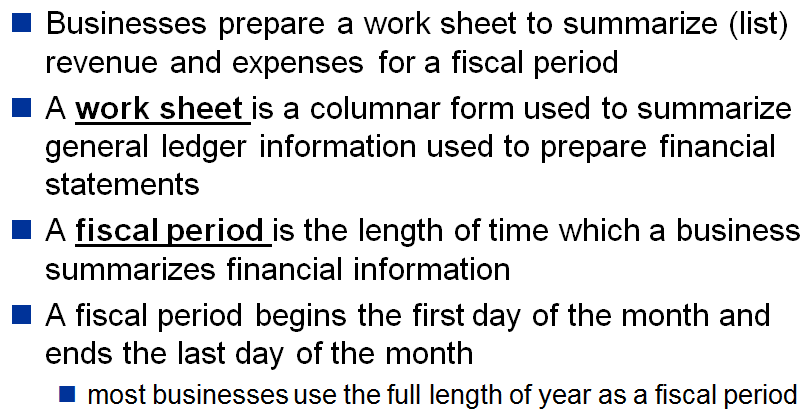 Businesses prepare a work sheet to summarize (list)
revenue and expenses for a fiscal period
A work sheet is a columnar form used to summarize
general ledger information used to prepare financial
statements
A fiscal period is the length of time which a business
summarizes financial information
A fiscal period begins the first day of the month and
ends the last day of the month
most businesses use the full length of year as a fiscal period